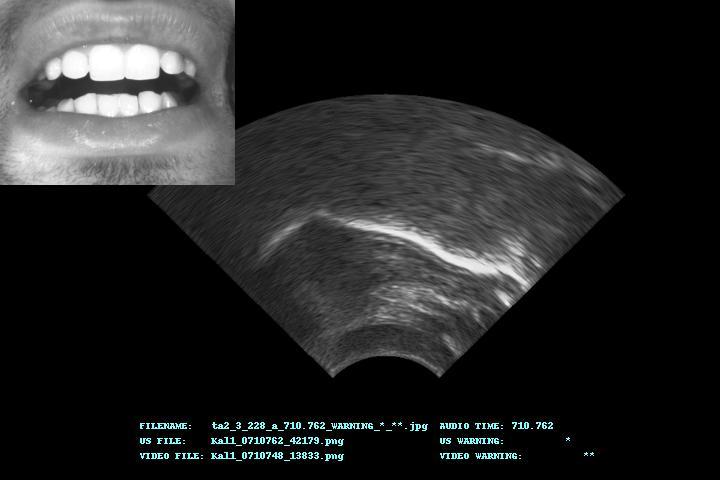 FILENAME: ta2_3_228_a_710.762_WARNING_*_**.jpg AUDIO TIME: 710.762
US FILE: Kal1_0710762_42179.png US WARNING: *
VIDEO FILE: Kal1_0710748_13833.png VIDEO WARNING: **